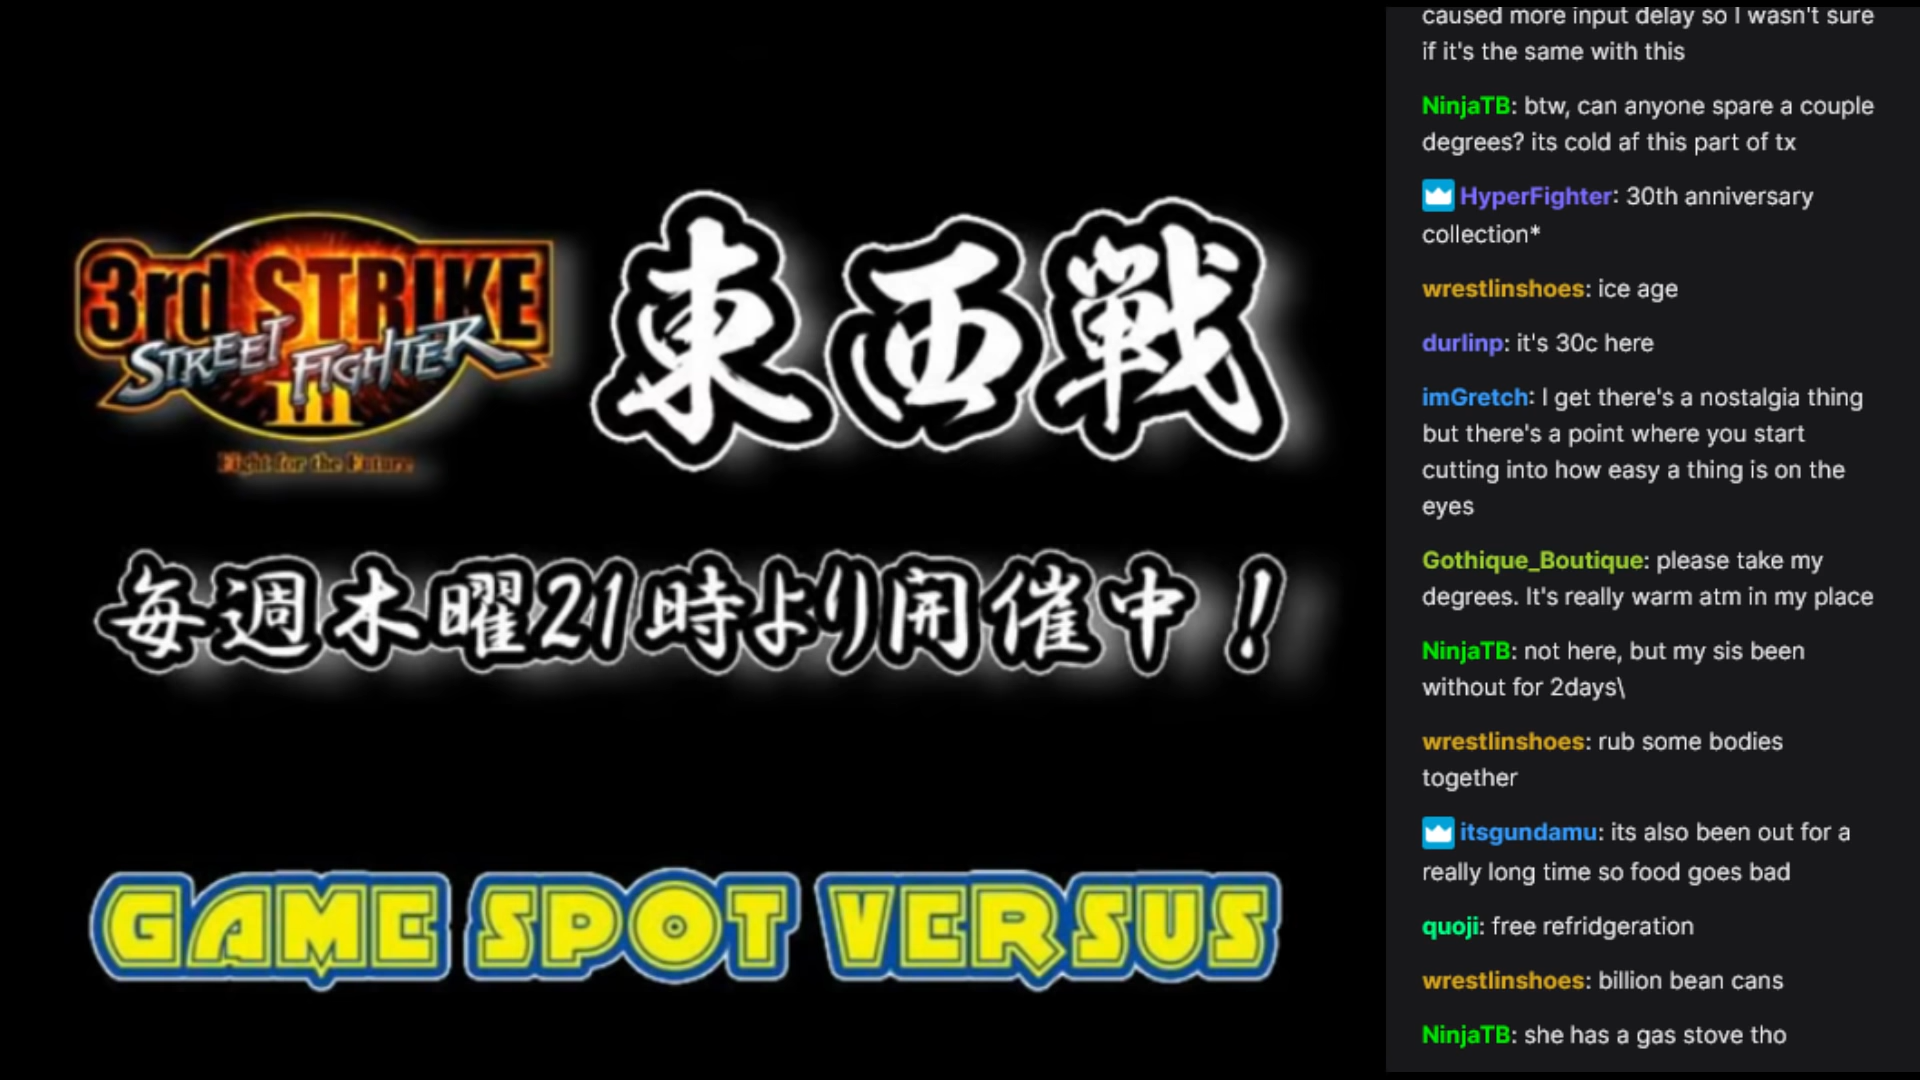 3rd STRIKE
STREET FIGHTER
III
Fight for the Future
東西戦
毎週木曜21時より開催中！
GAME SPOT VERSUS
caused more input delay so I wasn't sure
if it's the same with this
NinjaTB: btw, can anyone spare a couple
degrees? its cold af this part of tx
HyperFighter: 30th anniversary
collection*
wrestlinshoes: ice age
durlinp: it's 30c here
imGretch: I get there's a nostalgia thing
but there's a point where you start
cutting into how easy a thing is on the
eyes
Gothique_Boutique: please take my
degrees. It's really warm atm in my place
NinjaTB: not here, but my sis been
without for 2days\
wrestlinshoes: rub some bodies
together
itsgundamu: its also been out for a
really long time so food goes bad
quoji: free refridgeration
wrestlinshoes: billion bean cans
NinjaTB: she has a gas stove tho